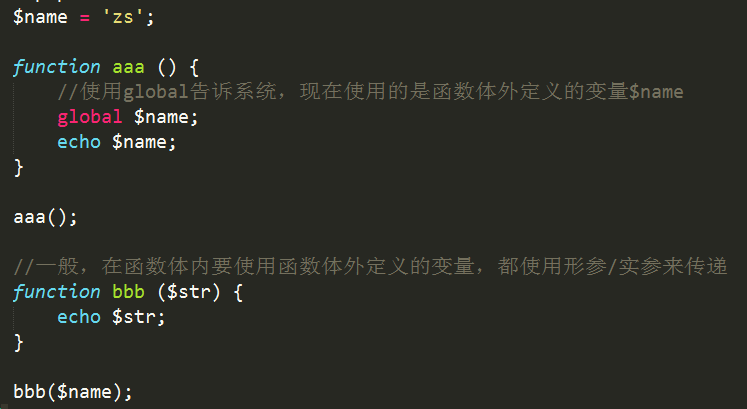 $name = 'zs';
function aaa () {
//使用global告诉系统，现在使用的是函数体外定义的变量$name
global $name;
echo $name;
}
aaa();
//一般，在函数体内要使用函数体外定义的变量，都使用形参/实参来传递
function bbb ($str) {
echo $str;
}
bbb($name);